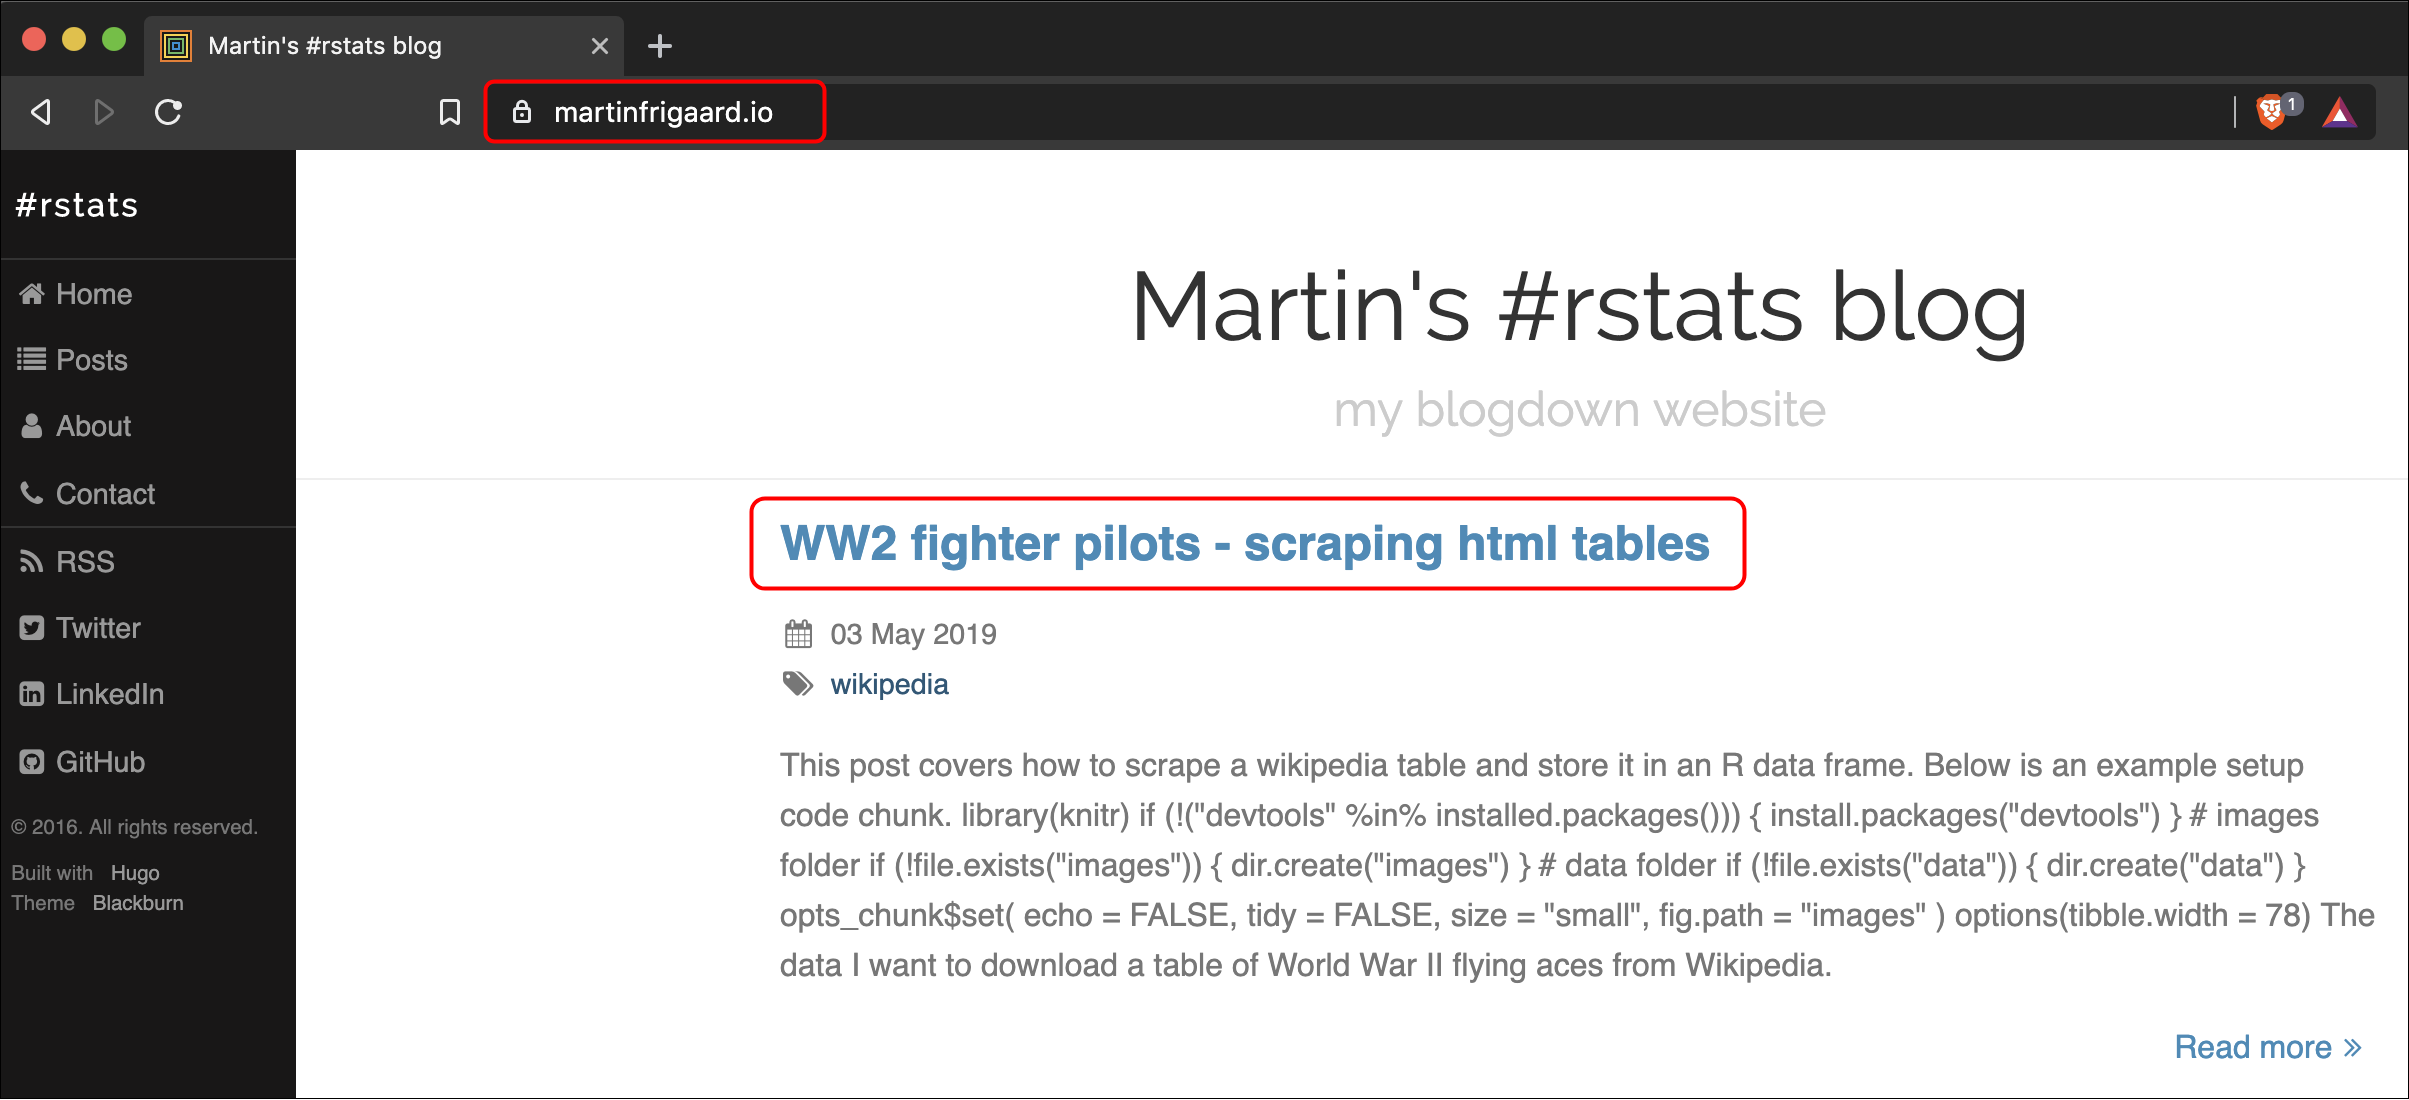 Martin's #rstats blog
martinfrigaard.io
1
#rstats
Home
Posts
About
Contact
RSS
Twitter
LinkedIn
GitHub
© 2016. All rights reserved.
Built with Hugo
Theme Blackburn
Martin's #rstats blog
my blogdown website
WW2 fighter pilots - scraping html tables
03 May 2019
wikipedia
This post covers how to scrape a wikipedia table and store it in an R data frame. Below is an example setup
code chunk. library(knitr) if (!("devtools" %in% installed.packages())) { install.packages("devtools") } # images
folder if (!file.exists("images")) { dir.create("images") } # data folder if (!file.exists("data")) { dir.create("data") }
opts_chunk$set( echo = FALSE, tidy = FALSE, size = "small", fig.path = "images" ) options(tibble.width = 78) The
data I want to download a table of World War II flying aces from Wikipedia.
Read more »